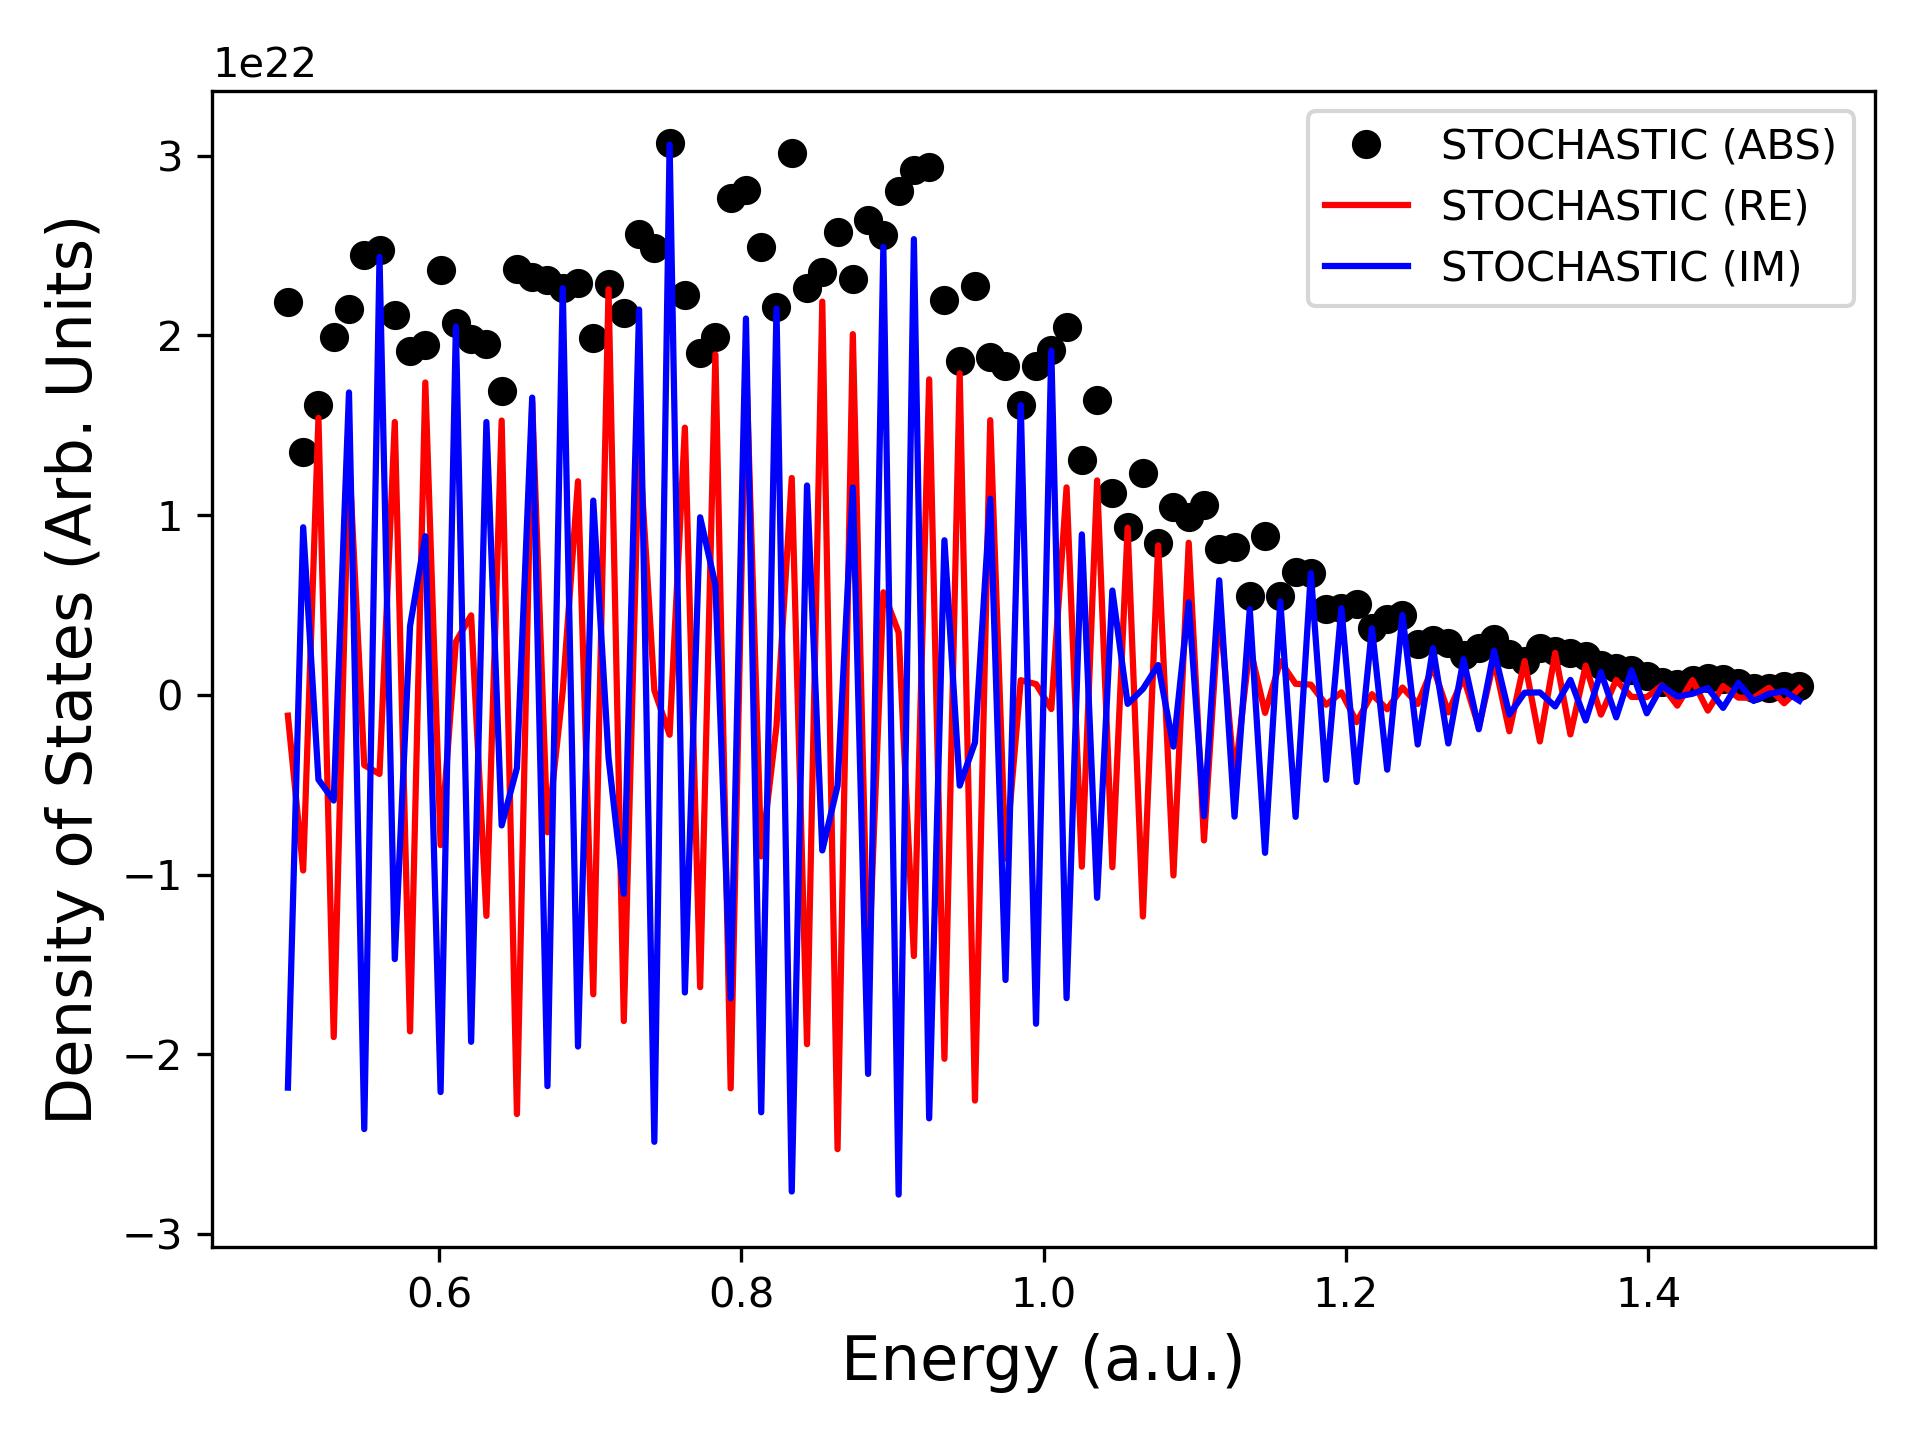 1e22
3
2
1
0
−1
−2
−3
Density of States (Arb. Units)
STOCHASTIC (ABS)
STOCHASTIC (RE)
STOCHASTIC (IM)
0.6 0.8 1.0 1.2 1.4
Energy (a.u.)